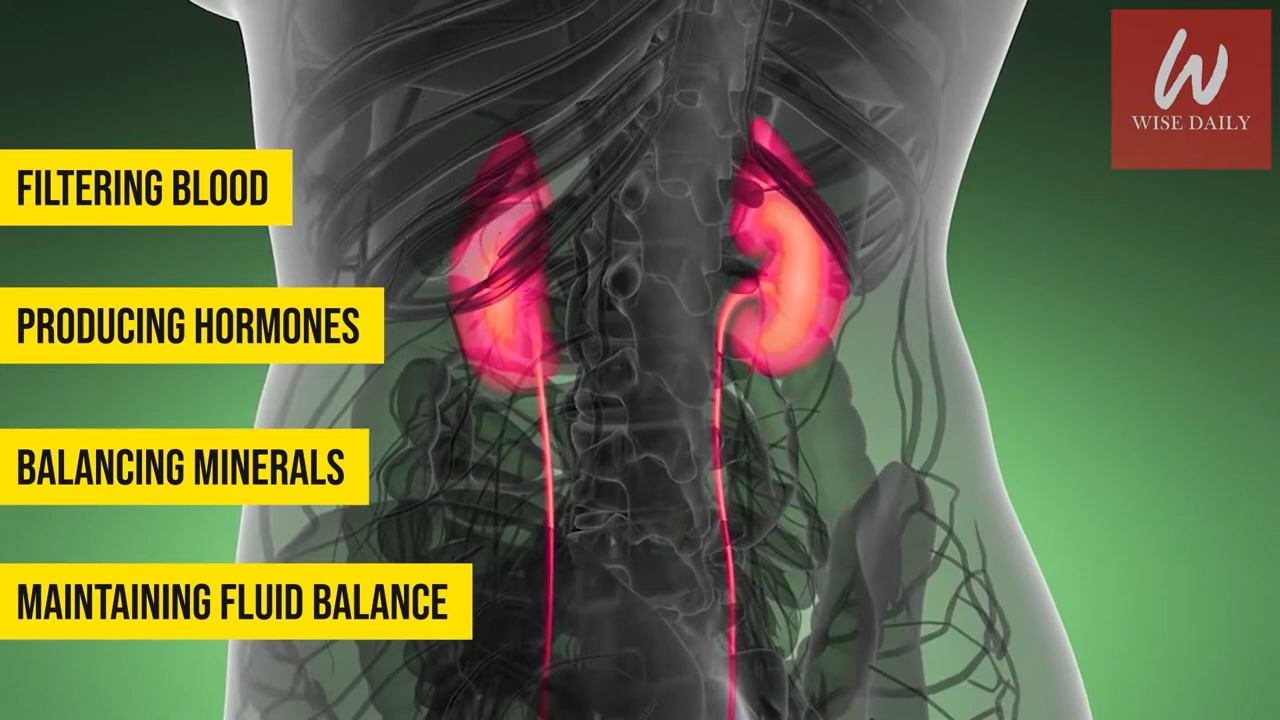 W
WISE DAILY
FILTERING BLOOD
PRODUCING HORMONES
BALANCING MINERALS
MAINTAINING FLUID BALANCE